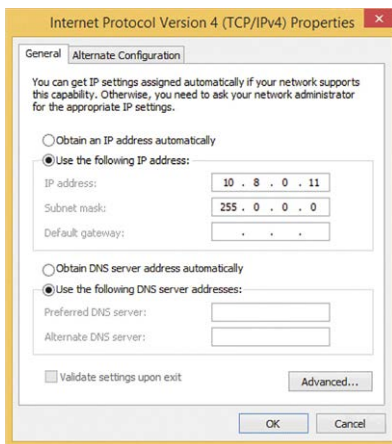 Internet Protocol Version 4 (TCP/IPv4) Properties
General Alternate Configuration
You can get IP settings assigned automatically if your network supports
this capability. Otherwise, you need to ask your network administrator
for the appropriate IP settings.
Obtain an IP address automatically
Use the following IP address:
IP address: 10 . 8 . 0 . 11
Subnet mask: 255 . 0 . 0 . 0
Default gateway: . . .
Obtain DNS server address automatically
Use the following DNS server addresses:
Preferred DNS server:
Alternate DNS server:
Validate settings upon exit
Advanced...
OK Cancel